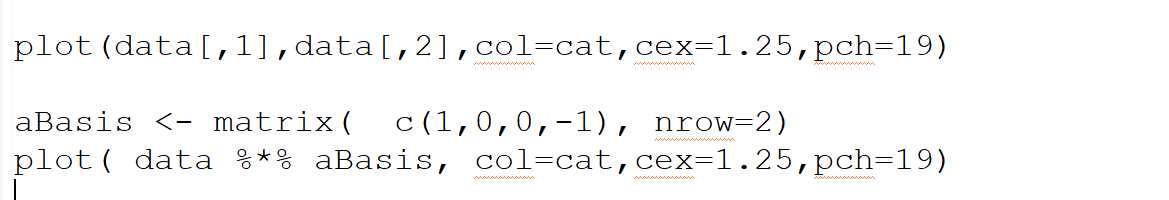 plot(data[,1],data[,2],col=cat,cex=1.25,pch=19)
aBasis <- matrix(  c(1,0,0,-1), nrow=2)
plot( data %*% aBasis, col=cat,cex=1.25,pch=19)